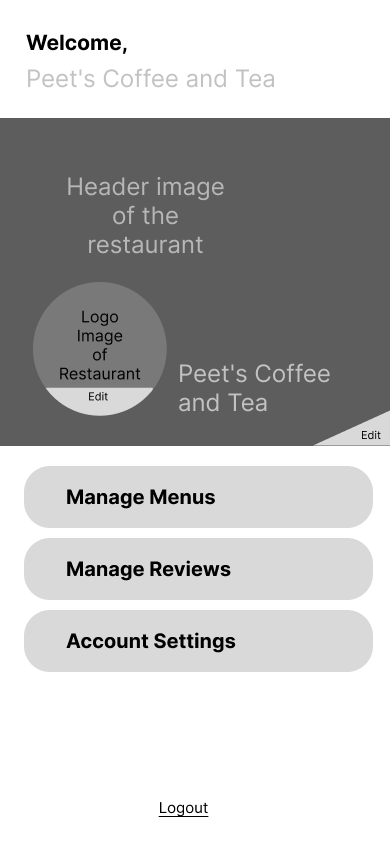 Welcome,
Peet's Coffee and Tea
Header image
of the
restaurant
Logo
Image
of
Restaurant
Edit
Peet's Coffee
and Tea
Edit
Manage Menus
Manage Reviews
Account Settings
Logout